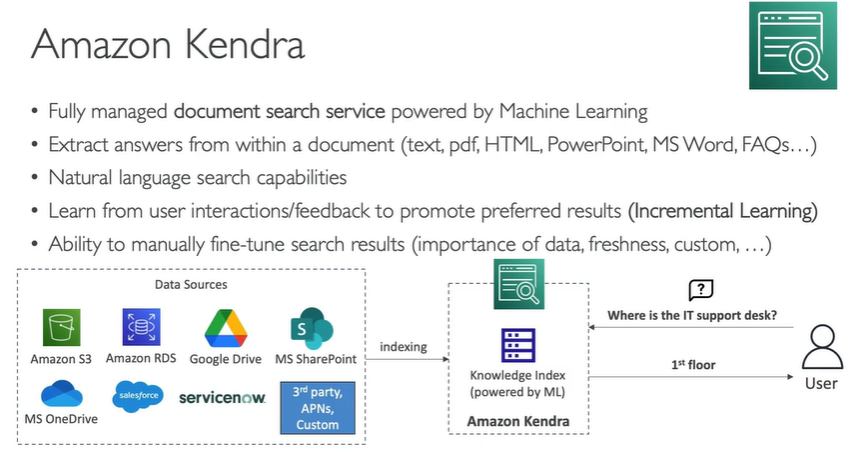 Amazon Kendra
• Fully managed document search service powered by Machine Learning
• Extract answers from within a document (text, pdf, HTML, PowerPoint, MS Word, FAQs…)
• Natural language search capabilities
• Learn from user interactions/feedback to promote preferred results (Incremental Learning)
• Ability to manually fine-tune search results (importance of data, freshness, custom, …)
Data Sources
Amazon S3
Amazon RDS
Google Drive
S
MS SharePoint
MS OneDrive
salesforce
servicenow
3rd party,
APNs,
Custom
indexing
Knowledge Index
(powered by ML)
Amazon Kendra
?
Where is the IT support desk?
1st floor
User